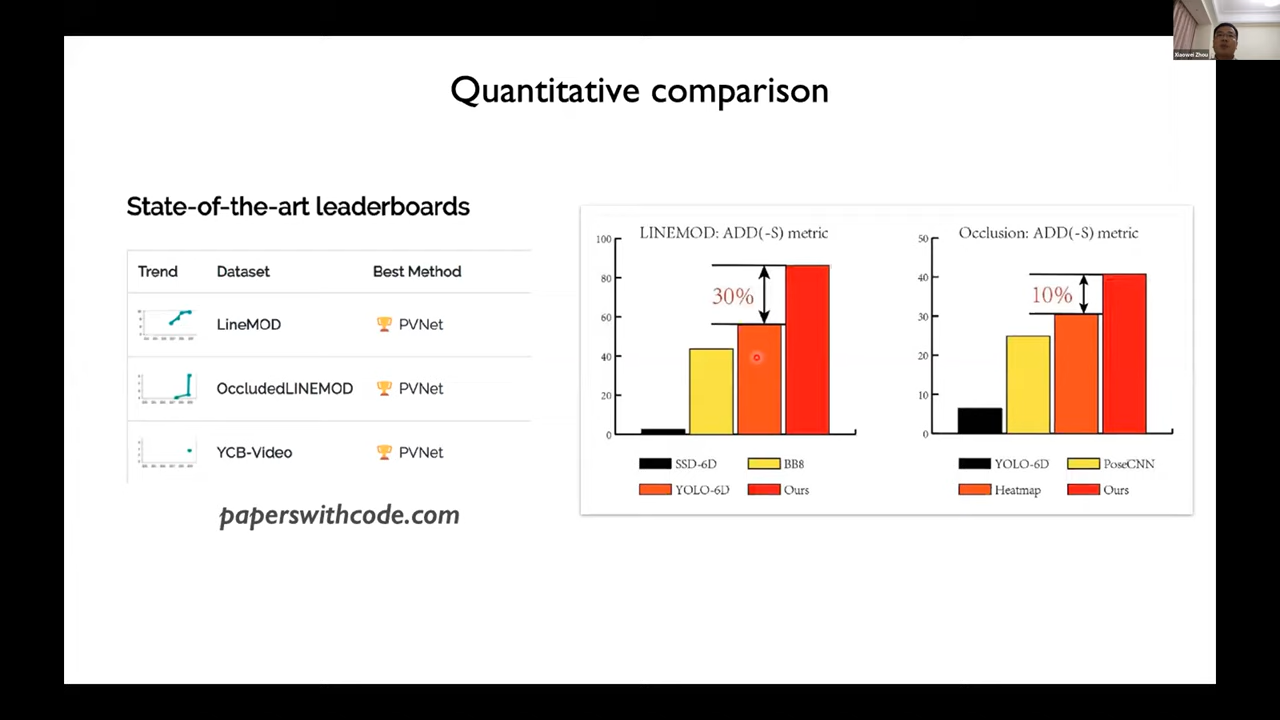 Xiaowei Zhou
Quantitative comparison
State-of-the-art leaderboards
Trend Dataset Best Method
LineMOD PVNet
OccludedLINEMOD PVNet
YCB-Video PVNet
paperswithcode.com
LINEMOD: ADD(-S) metric
100
80
60
40
20
0
30%
SSD-6D BB8
YOLO-6D Ours
Occlusion: ADD(-S) metric
50
40
30
20
10
0
10%
YOLO-6D PoseCNN
Heatmap Ours